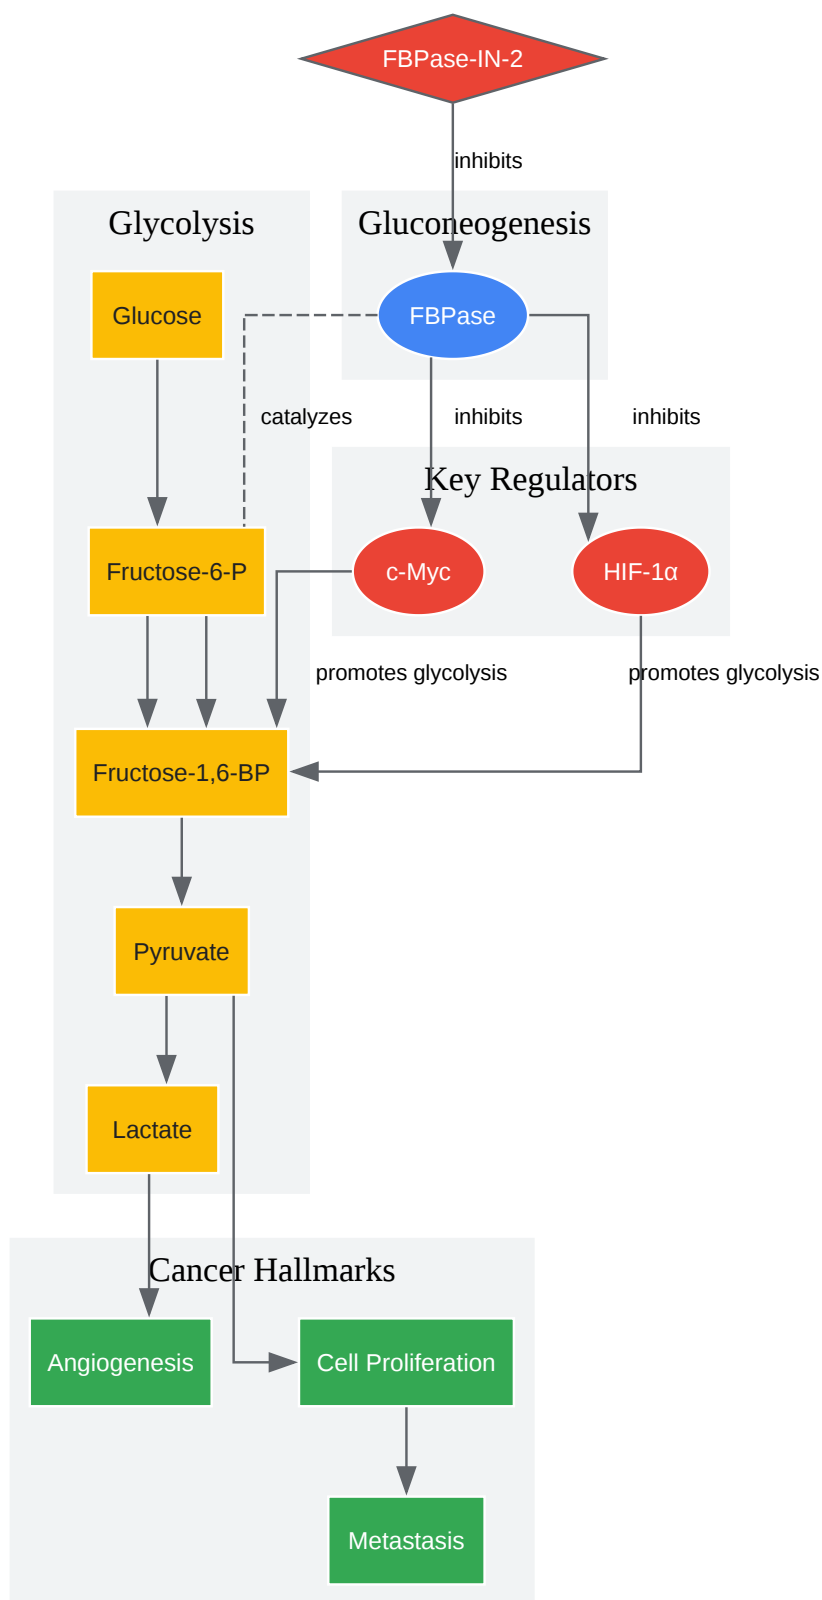 FBPase-IN-2
inhibits
Glycolysis
Gluconeogenesis
Glucose
FBPase
catalyzes
inhibits
inhibits
Key Regulators
Fructose-6-P
c-Myc
HIF-1α
promotes glycolysis
promotes glycolysis
Fructose-1,6-BP
Pyruvate
Lactate
Cancer Hallmarks
Angiogenesis
Cell Proliferation
Metastasis